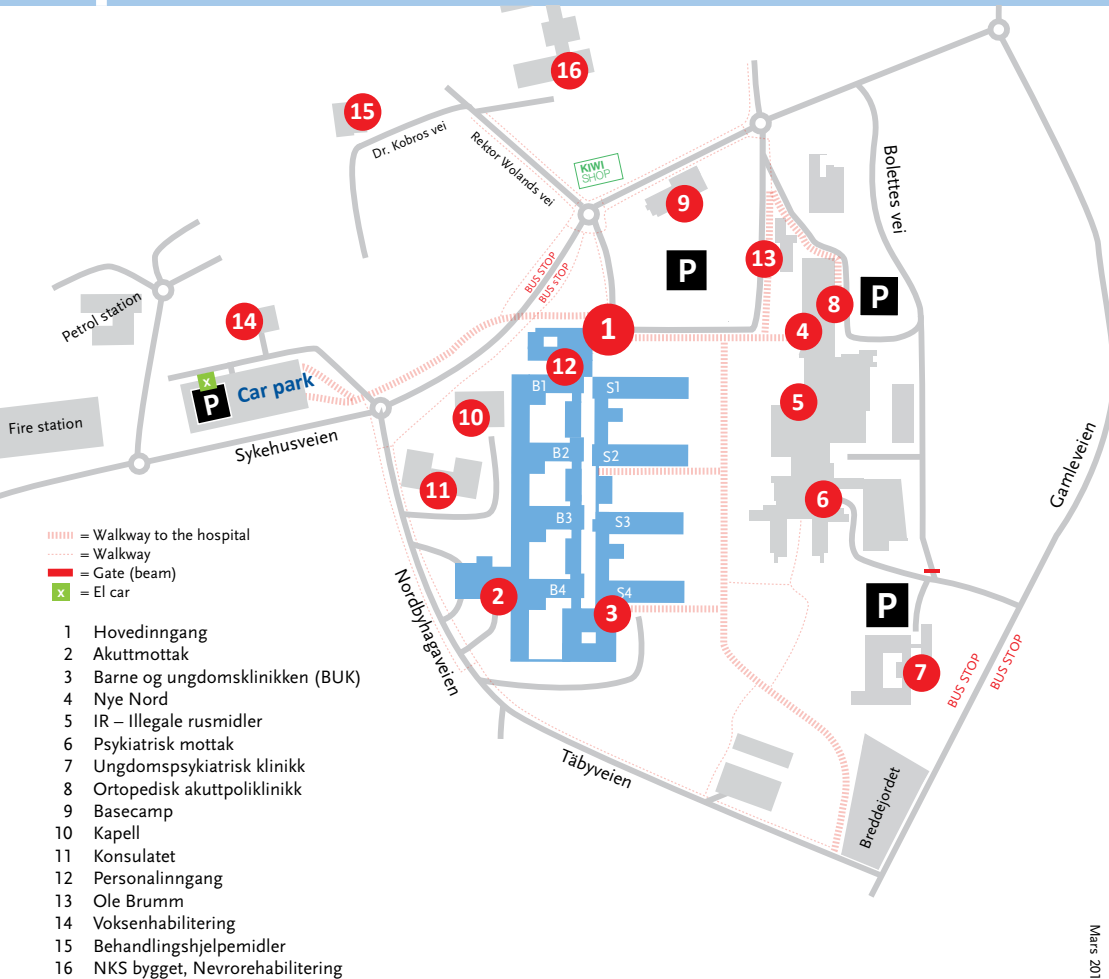 16
15
Dr. Kobros vei
Rektor Wolands vei
KIWI
SHOP
9
Bolettes vei
BUS STOP
BUS STOP
P
13
8
P
4
Petrol station
14
x
P
Car park
Fire station
Sykehusveien
1
12
B1
S1
10
5
B2
S2
11
6
B3
S3
Gamleveien
= Walkway to the hospital
= Walkway
= Gate (beam)
x = El car
2
B4
S4
3
P
Nordbyhagaveien
7
BUS STOP
BUS STOP
Täbyveien
Breddejordet
1 Hovedinngang
2 Akuttmottak
3 Barne og ungdomsklinikken (BUK)
4 Nye Nord
5 IR – Illegale rusmidler
6 Psykiatrisk mottak
7 Ungdomspsykiatrisk klinikk
8 Ortopedisk akuttpoliklinikk
9 Basecamp
10 Kapell
11 Konsulatet
12 Personalinngang
13 Ole Brumm
14 Voksenhabilitering
15 Behandlingshjelpemidler
16 NKS bygget, Nevrorehabilitering
Mars 201